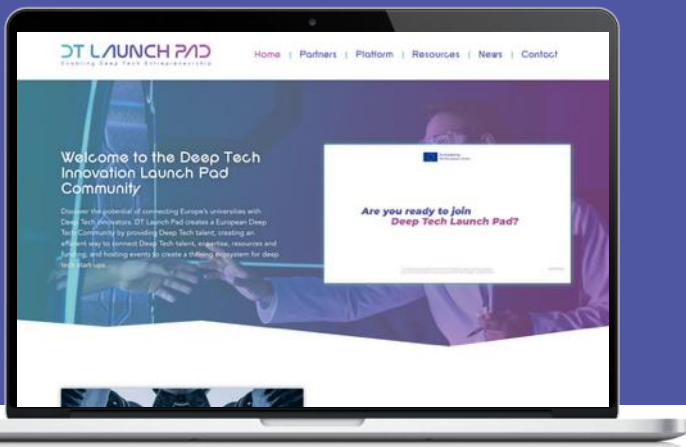 DT LAUNCH PAD
Enabling Deep Tech Entrepreneurship
Home | Partners | Platform | Resources | News | Contact
Welcome to the Deep Tech
Innovation Launch Pad
Community
Discover the potential of connecting Europe's universities with
Deep Tech innovators. DT Launch Pad creates a European Deep
Tech Community by providing Deep Tech talent, creating an
efficient way to connect Deep Tech talent, expertise, resources and
funding, and hosting events to create a thriving ecosystem for deep
tech start-ups.
Are you ready to join
Deep Tech Launch Pad?